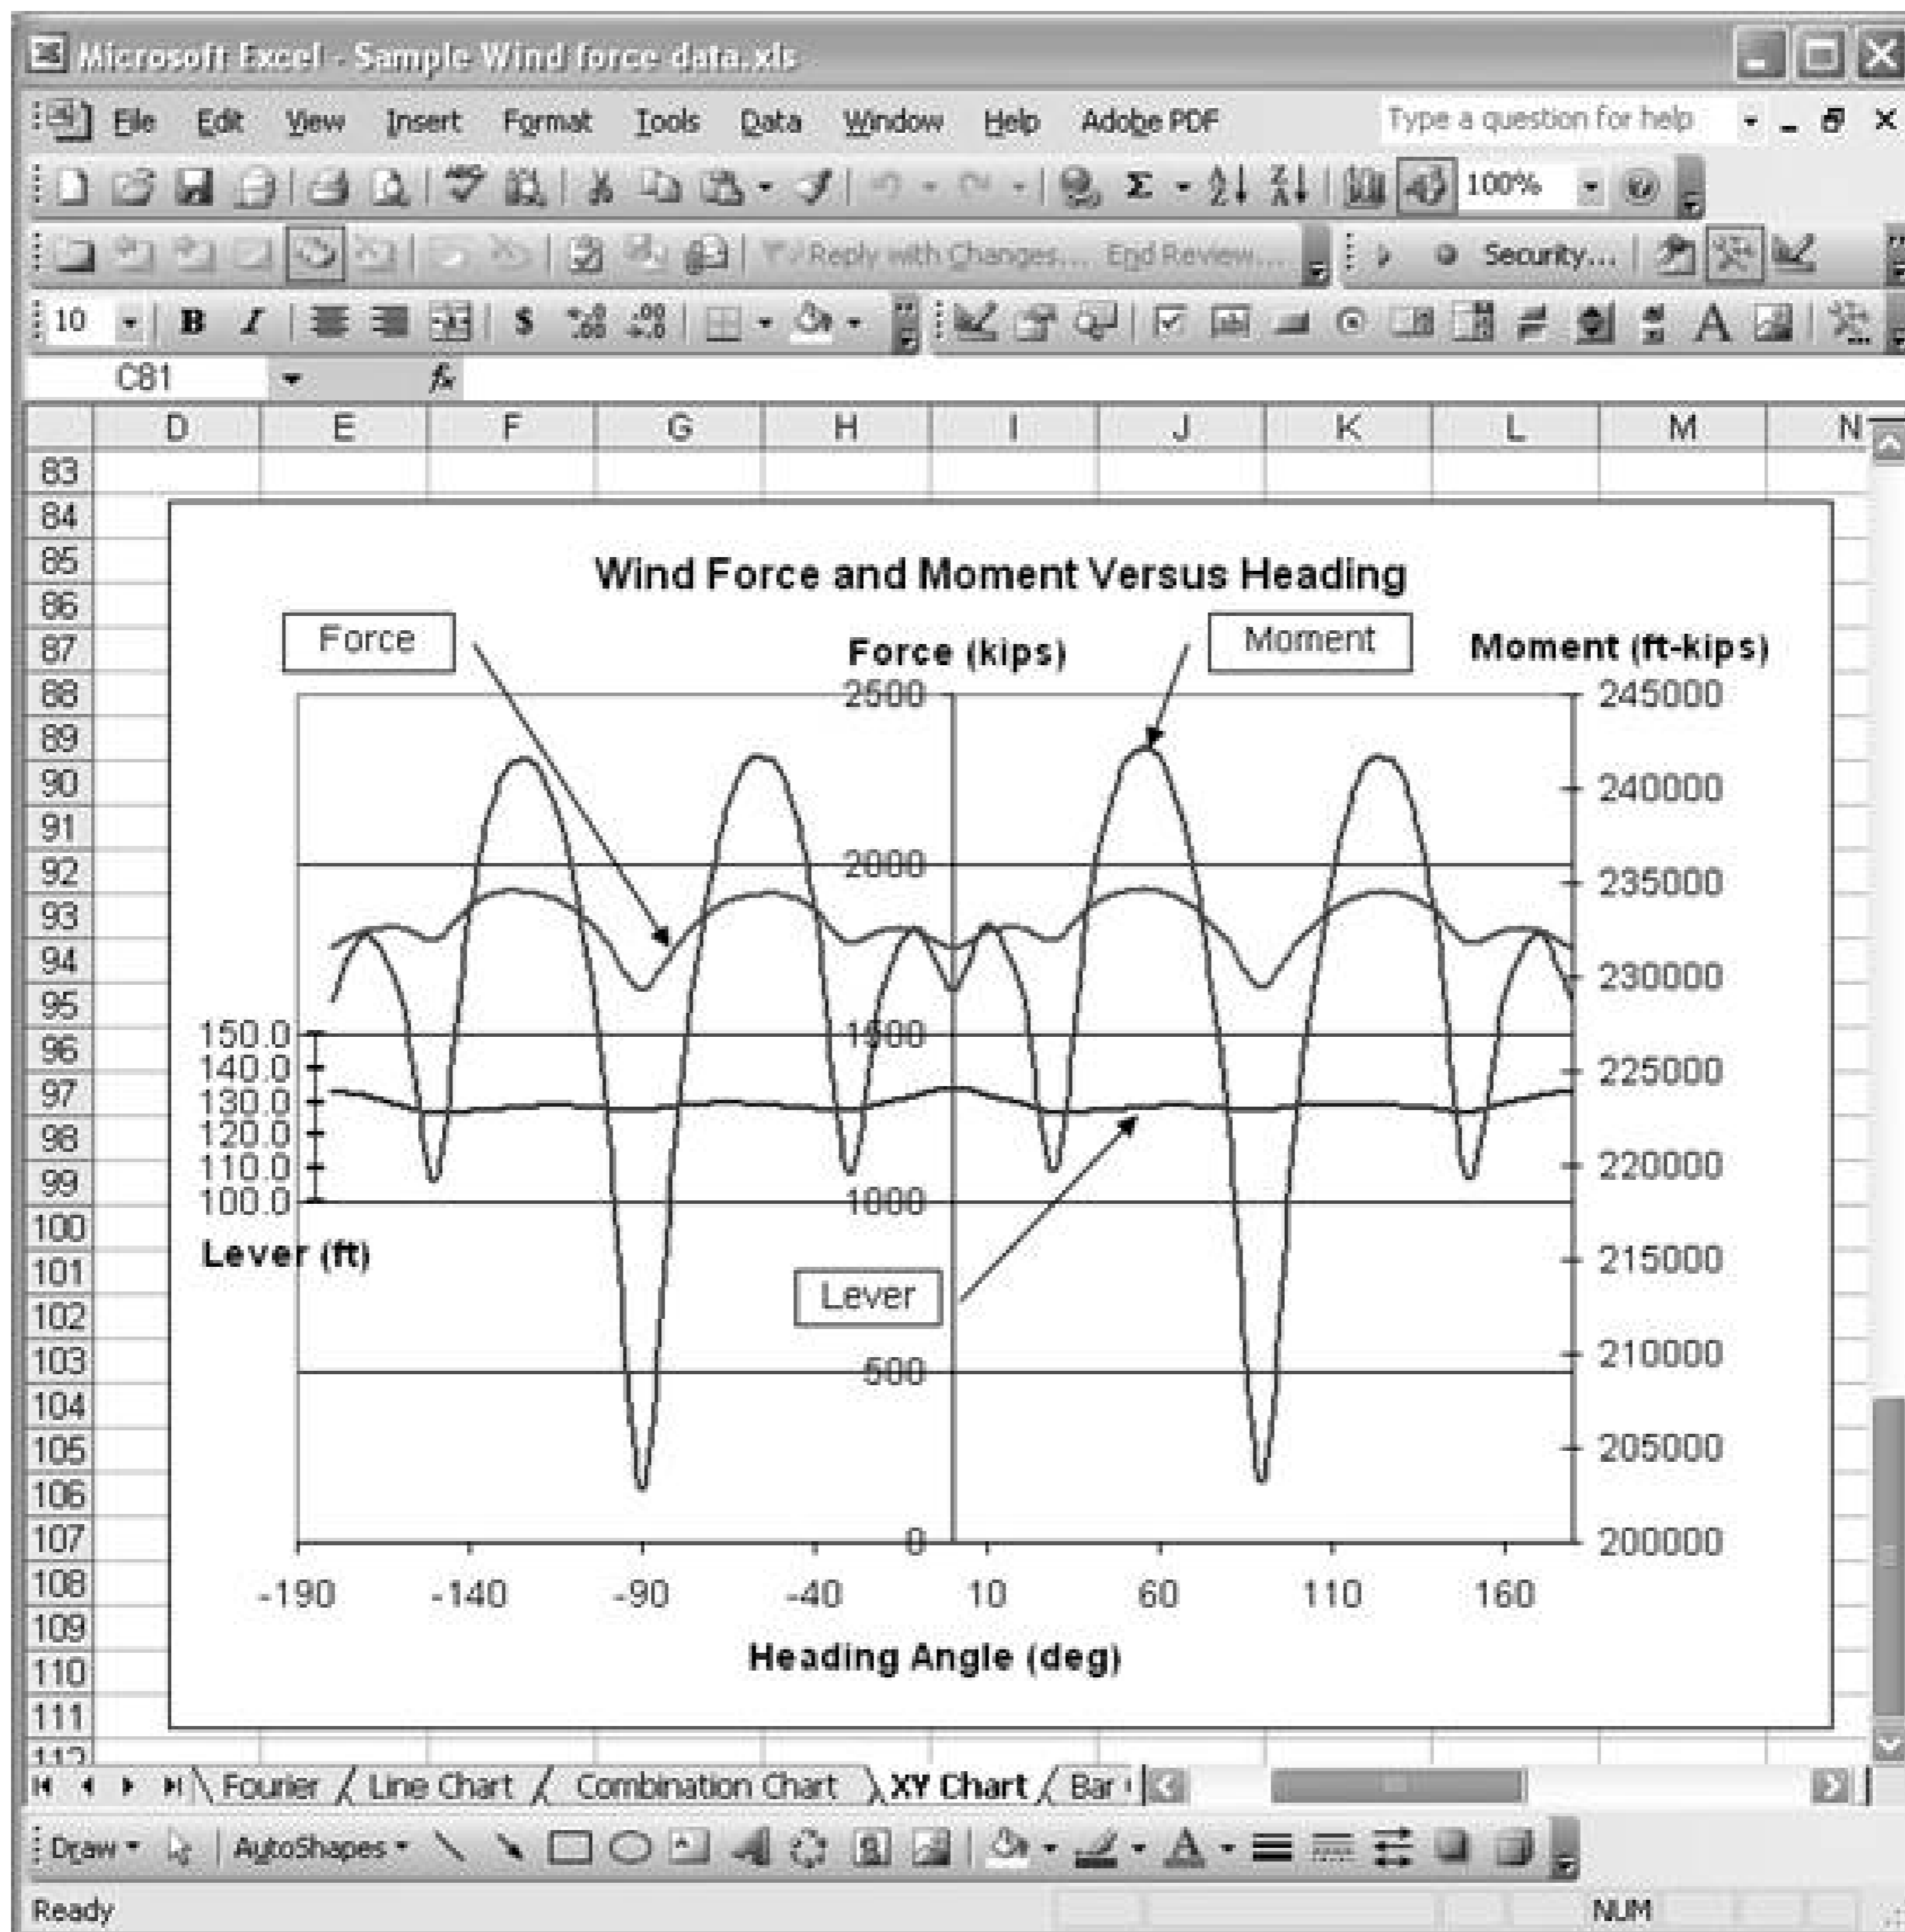 Microsoft Excel - Sample Wind force data.xls
File Edit View Insert Format Tools Data Window Help Adobe PDF Type a question for help
100%
Reply with Changes... End Review... Security...
10 B I $ A
C81 fx
D E F G H I J K L M N
83
84
85
86
87
88
89
90
91
92
93
94
95
96
97
98
99
100
101
102
103
104
105
106
107
108
109
110
111
112
Wind Force and Moment Versus Heading
Force
Force (kips)
Moment
Moment (ft-kips)
2500
2000
1500
1000
500
0
245000
240000
235000
230000
225000
220000
215000
210000
205000
200000
150.0
140.0
130.0
120.0
110.0
100.0
Lever (ft)
Lever
-190 -140 -90 -40 10 60 110 160
Heading Angle (deg)
Fourier Line Chart Combination Chart XY Chart Bar
Draw AutoShapes
Ready NUM